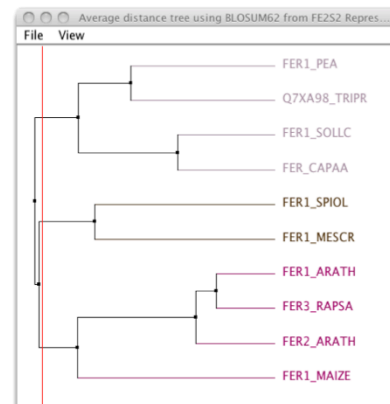 Average distance tree using BLOSUM62 from FE2S2 Repres...
File View
FER1_PEA
Q7XA98_TRIPR
FER1_SOLLC
FER_CAPAA
FER1_SPIOL
FER1_MESCR
FER1_ARATH
FER3_RAPSA
FER2_ARATH
FER1_MAIZE